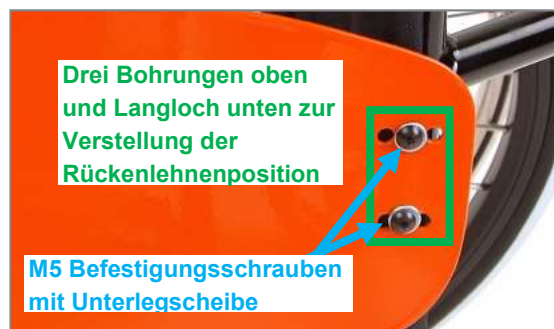 Drei Bohrungen oben
und Langloch unten zur
Verstellung der
Rückenlehnenposition
M5 Befestigungsschrauben
mit Unterlegscheibe